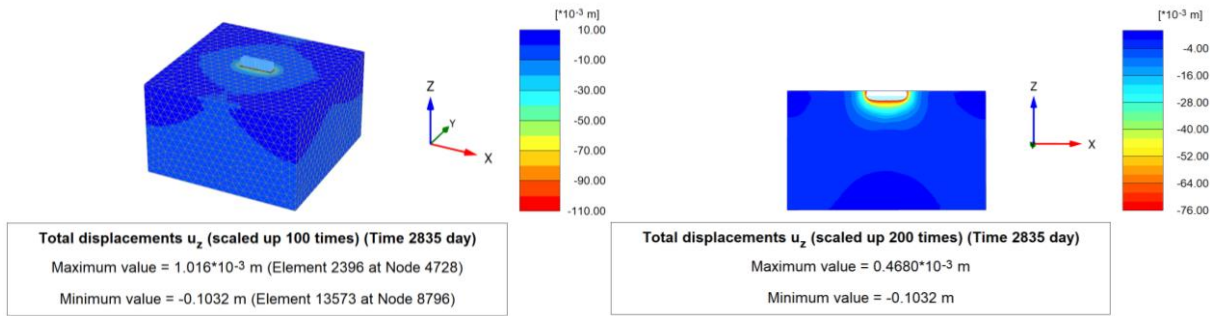 [*10⁻³ m]
10.00
-10.00
-30.00
-50.00
-70.00
-90.00
-110.00
Z
Y
X
Total displacements uz (scaled up 100 times) (Time 2835 day)
Maximum value = 1.016*10⁻³ m (Element 2396 at Node 4728)
Minimum value = -0.1032 m (Element 13573 at Node 8796)
[*10⁻³ m]
-4.00
-16.00
-28.00
-40.00
-52.00
-64.00
-76.00
Z
X
Total displacements uz (scaled up 200 times) (Time 2835 day)
Maximum value = 0.4680*10⁻³ m
Minimum value = -0.1032 m